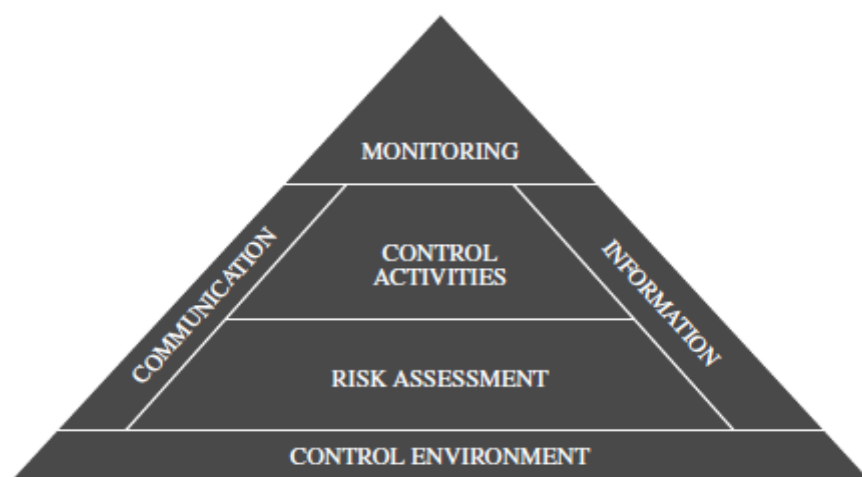 MONITORING
COMMUNICATION
CONTROL
ACTIVITIES
INFORMATION
RISK ASSESSMENT
CONTROL ENVIRONMENT